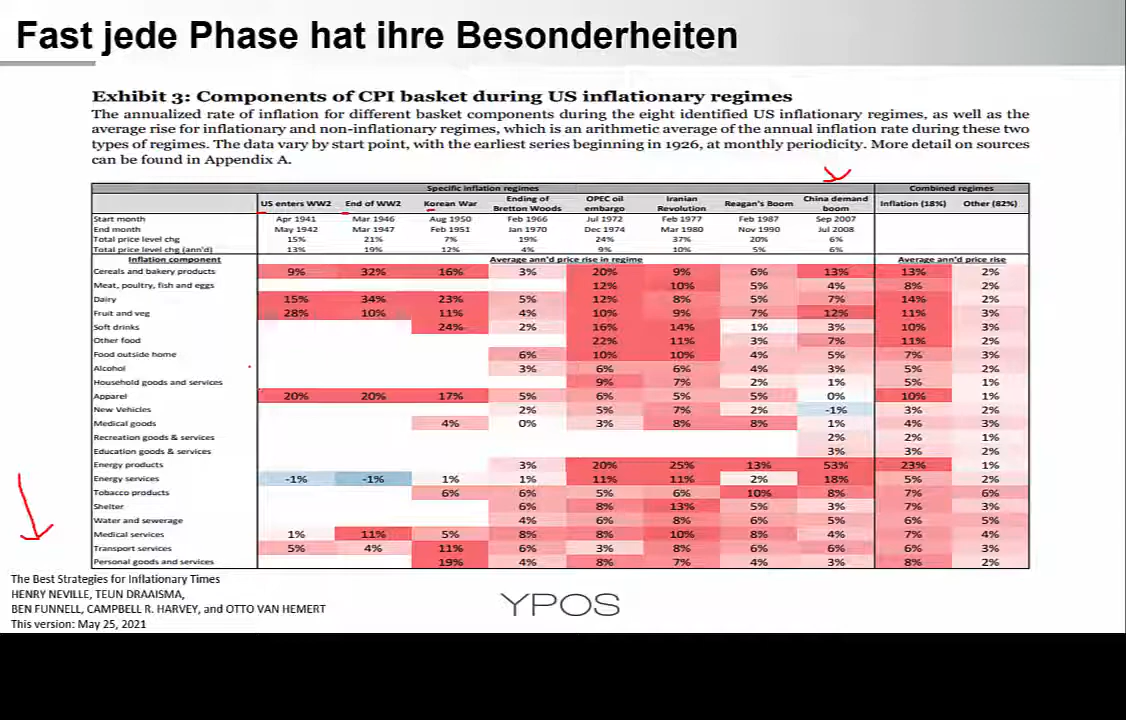 Fast jede Phase hat ihre Besonderheiten
Exhibit 3: Components of CPI basket during US inflationary regimes
The annualized rate of inflation for different basket components during the eight identified US inflationary regimes, as well as the
average rise for inflationary and non-inflationary regimes, which is an arithmetic average of the annual inflation rate during these two
types of regimes. The data vary by start point, with the earliest series beginning in 1926, at monthly periodicity. More detail on sources
can be found in Appendix A.
Specific inflation regimes Combined regimes
US enters WW2 End of WW2 Korean War Ending of Bretton Woods OPEC oil embargo Iranian Revolution Reagan's Boom China demand boom Inflation (18%) Other (82%)
Start month Apr 1941 Mar 1946 Aug 1950 Feb 1966 Jul 1972 Feb 1977 Feb 1987 Sep 2007
End month May 1942 Mar 1947 Feb 1951 Jan 1970 Dec 1974 Mar 1980 Nov 1990 Jul 2008
Total price level chg 15% 21% 7% 19% 24% 37% 20% 6%
Total price level chg (ann'd) 13% 19% 12% 4% 9% 10% 5% 6%
Inflation component Average ann'd price rise in regime Average ann'd price rise
Cereals and bakery products 9% 32% 16% 3% 20% 9% 6% 13% 13% 2%
Meat, poultry, fish and eggs 12% 10% 5% 4% 8% 2%
Dairy 15% 34% 23% 5% 12% 8% 5% 7% 14% 2%
Fruit and veg 28% 10% 11% 4% 10% 9% 7% 12% 11% 3%
Soft drinks 24% 2% 16% 14% 1% 3% 10% 3%
Other food 22% 11% 3% 7% 11% 2%
Food outside home 6% 10% 10% 4% 5% 7% 3%
Alcohol 3% 6% 6% 4% 3% 5% 2%
Household goods and services 9% 7% 2% 1% 5% 1%
Apparel 20% 20% 17% 5% 6% 5% 5% 0% 10% 1%
New Vehicles 2% 5% 7% 2% -1% 3% 2%
Medical goods 4% 0% 3% 8% 8% 1% 4% 3%
Recreation goods & services 2% 2% 1%
Education goods & services 3% 3% 2%
Energy products 3% 20% 25% 13% 53% 23% 1%
Energy services -1% -1% 1% 1% 11% 11% 2% 18% 5% 2%
Tobacco products 6% 6% 5% 6% 10% 8% 7% 6%
Shelter 6% 8% 13% 5% 3% 7% 3%
Water and sewerage 4% 6% 8% 6% 5% 6% 5%
Medical services 1% 11% 5% 8% 8% 10% 8% 4% 7% 4%
Transport services 5% 4% 11% 6% 3% 8% 6% 6% 6% 3%
Personal goods and services 19% 4% 8% 7% 4% 3% 8% 2%
The Best Strategies for Inflationary Times
HENRY NEVILLE, TEUN DRAAISMA,
BEN FUNNELL, CAMPBELL R. HARVEY, and OTTO VAN HEMERT
This version: May 25, 2021
YPOS